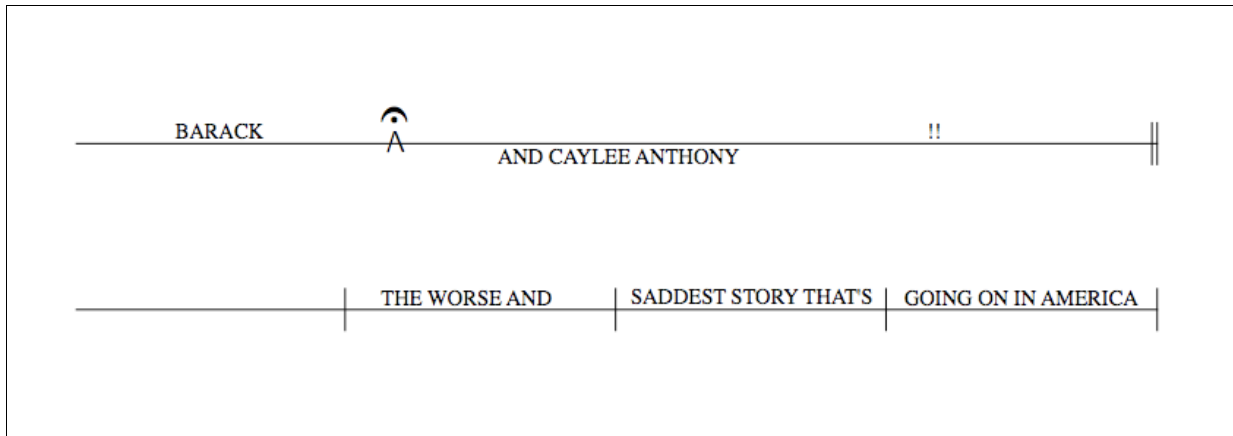 BARACK Λ !!
AND CAYLEE ANTHONY
THE WORSE AND SADDEST STORY THAT'S GOING ON IN AMERICA